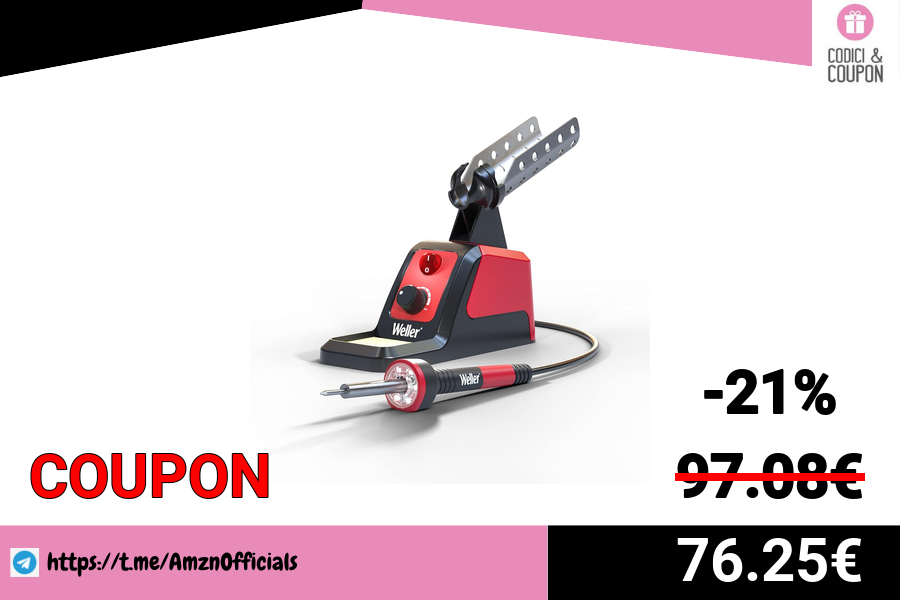 CODICI &
COUPON
I
O
Weller
Weller
-21%
COUPON
97.08€
https://t.me/AmznOfficials
76.25€